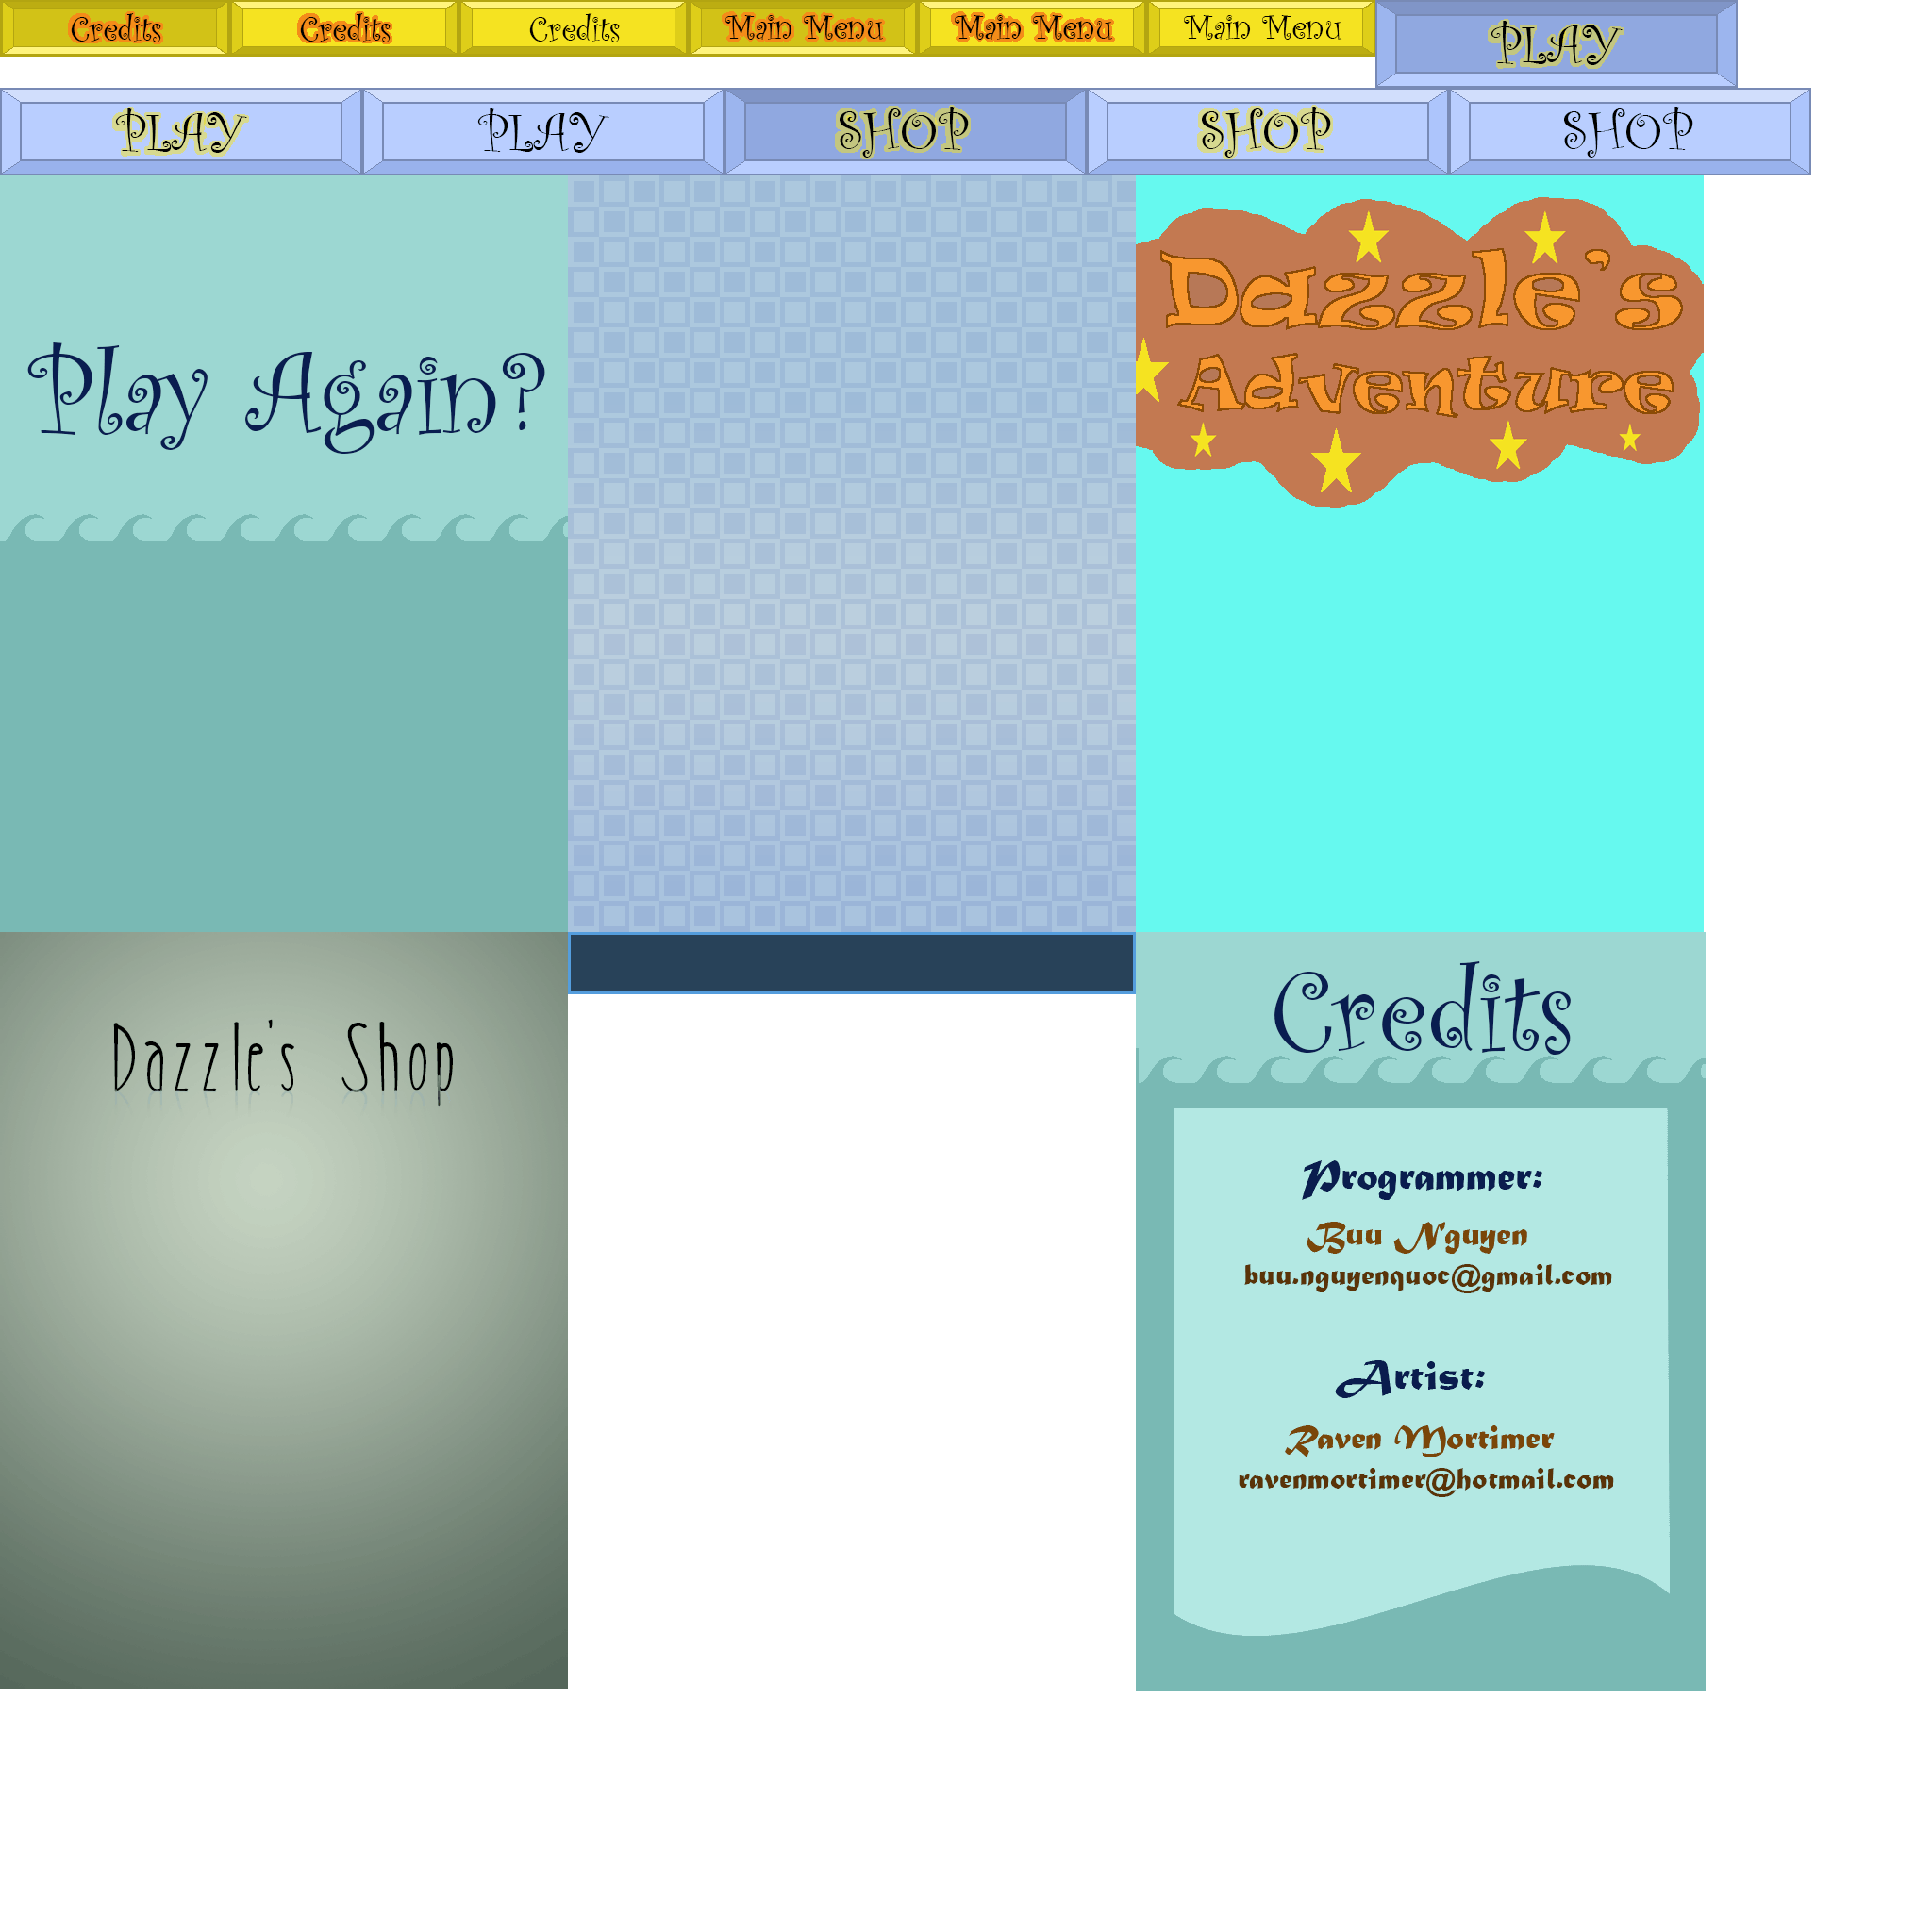 Credits Credits Credits Main Menu Main Menu Main Menu PLAY
PLAY PLAY SHOP SHOP SHOP
Play Again?
Dazzle's
Adventure
Dazzle's Shop
Credits
Programmer:
Buu Nguyen
buu.nguyenquoc@gmail.com
Artist:
Raven Mortimer
ravenmortimer@hotmail.com